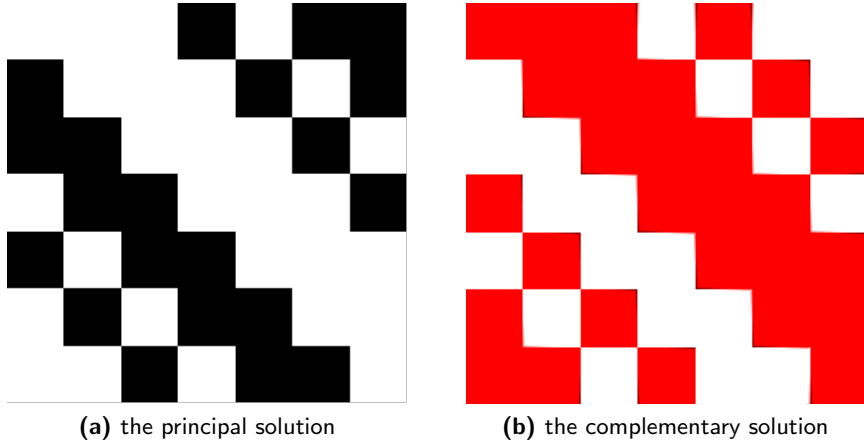 (a) the principal solution
(b) the complementary solution